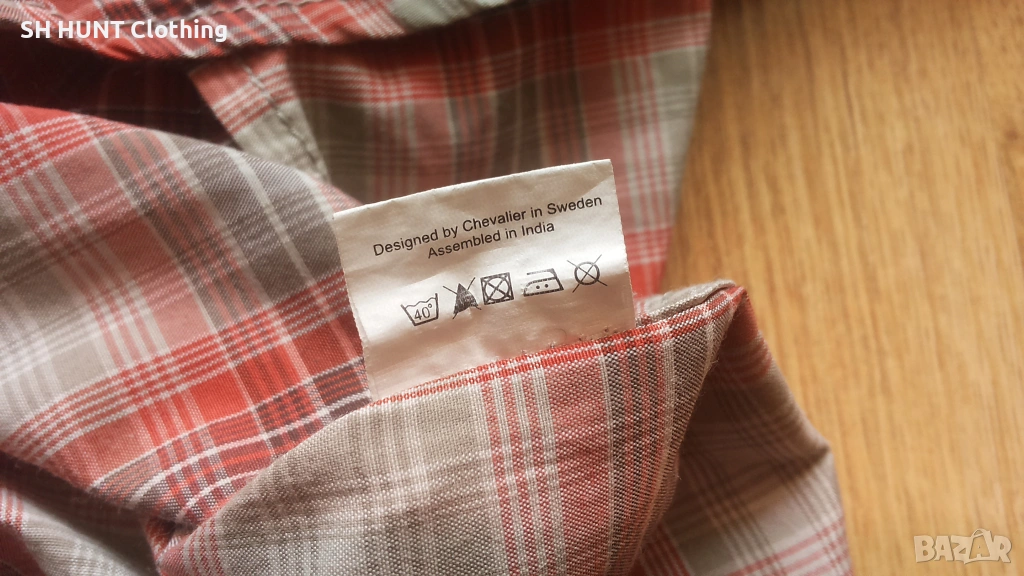 SH HUNT Clothing
Designed by Chevalier in Sweden
Assembled in India
40°
BAZAR